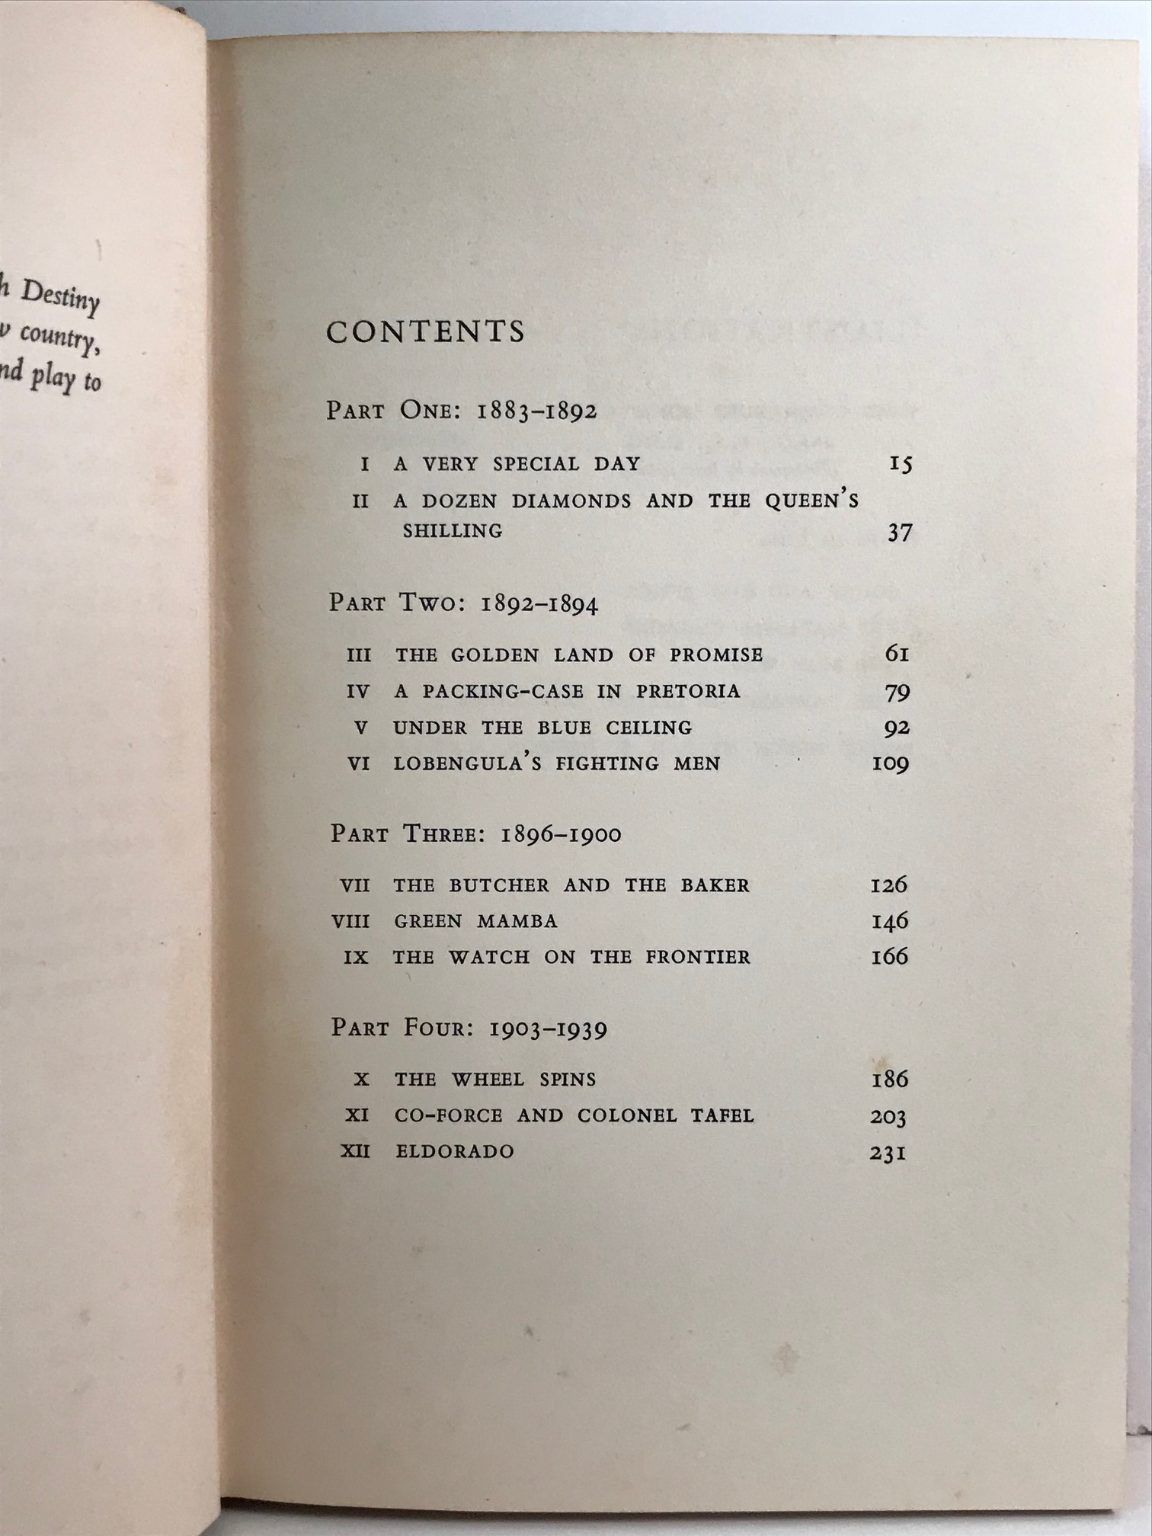 Destiny
country,
play to
CONTENTS
PART ONE: 1883–1892
I A VERY SPECIAL DAY 15
II A DOZEN DIAMONDS AND THE QUEEN'S
SHILLING 37
PART TWO: 1892–1894
III THE GOLDEN LAND OF PROMISE 61
IV A PACKING-CASE IN PRETORIA 79
V UNDER THE BLUE CEILING 92
VI LOBENGULA'S FIGHTING MEN 109
PART THREE: 1896–1900
VII THE BUTCHER AND THE BAKER 126
VIII GREEN MAMBA 146
IX THE WATCH ON THE FRONTIER 166
PART FOUR: 1903–1939
X THE WHEEL SPINS 186
XI CO-FORCE AND COLONEL TAFEL 203
XII ELDORADO 231